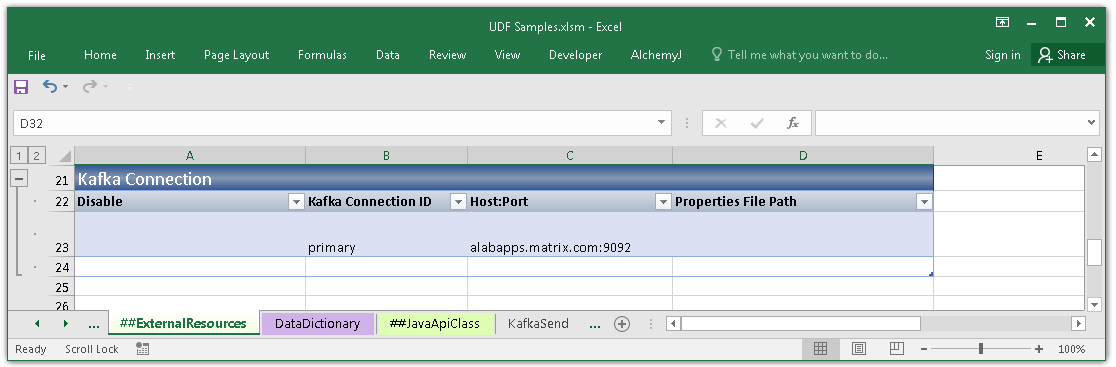 UDF Samples.xlsm - Excel
File Home Insert Page Layout Formulas Data Review View Developer AlchemyJ Tell me what you want to do... Sign in Share
D32 fx
1 2 A B C D E
21 Kafka Connection
22 Disable Kafka Connection ID Host:Port Properties File Path
23 primary alabapps.matrix.com:9092
24
25
26
... ##ExternalResources DataDictionary ##JavaApiClass KafkaSend ...
Ready Scroll Lock 100%